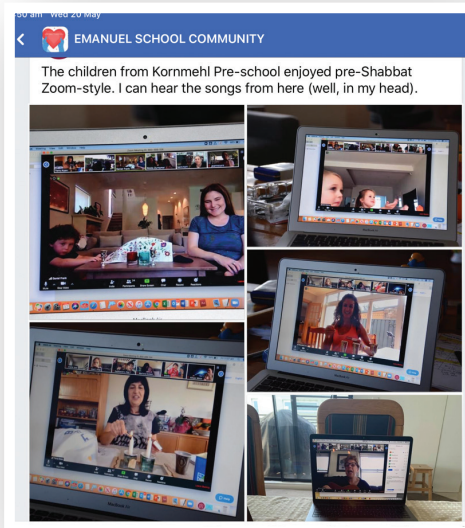 Wed 20 May
EMANUEL SCHOOL COMMUNITY
The children from Kornmehl Pre-school enjoyed pre-Shabbat
Zoom-style. I can hear the songs from here (well, in my head).